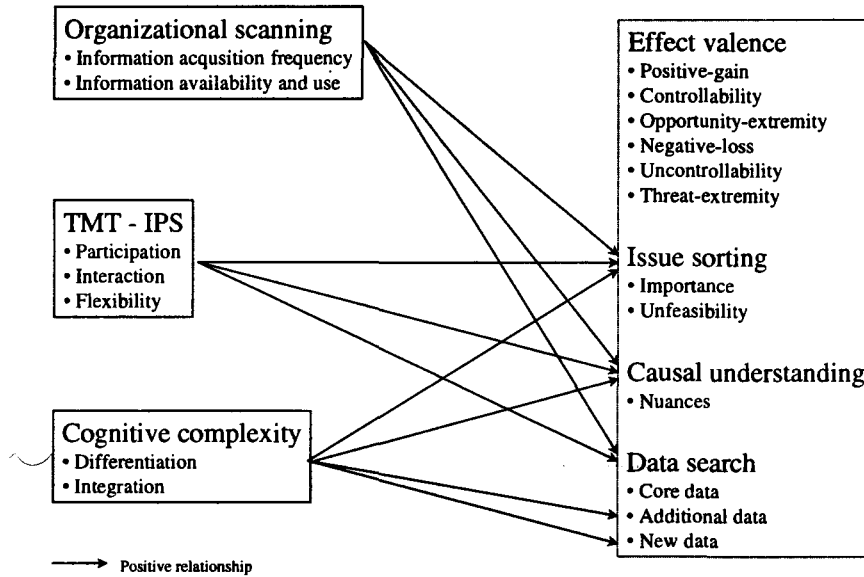 Organizational scanning
• Information acqusition frequency
• Information availability and use
TMT - IPS
• Participation
• Interaction
• Flexibility
Cognitive complexity
• Differentiation
• Integration
Effect valence
• Positive-gain
• Controllability
• Opportunity-extremity
• Negative-loss
• Uncontrollability
• Threat-extremity
Issue sorting
• Importance
• Unfeasibility
Causal understanding
• Nuances
Data search
• Core data
• Additional data
• New data
Positive relationship